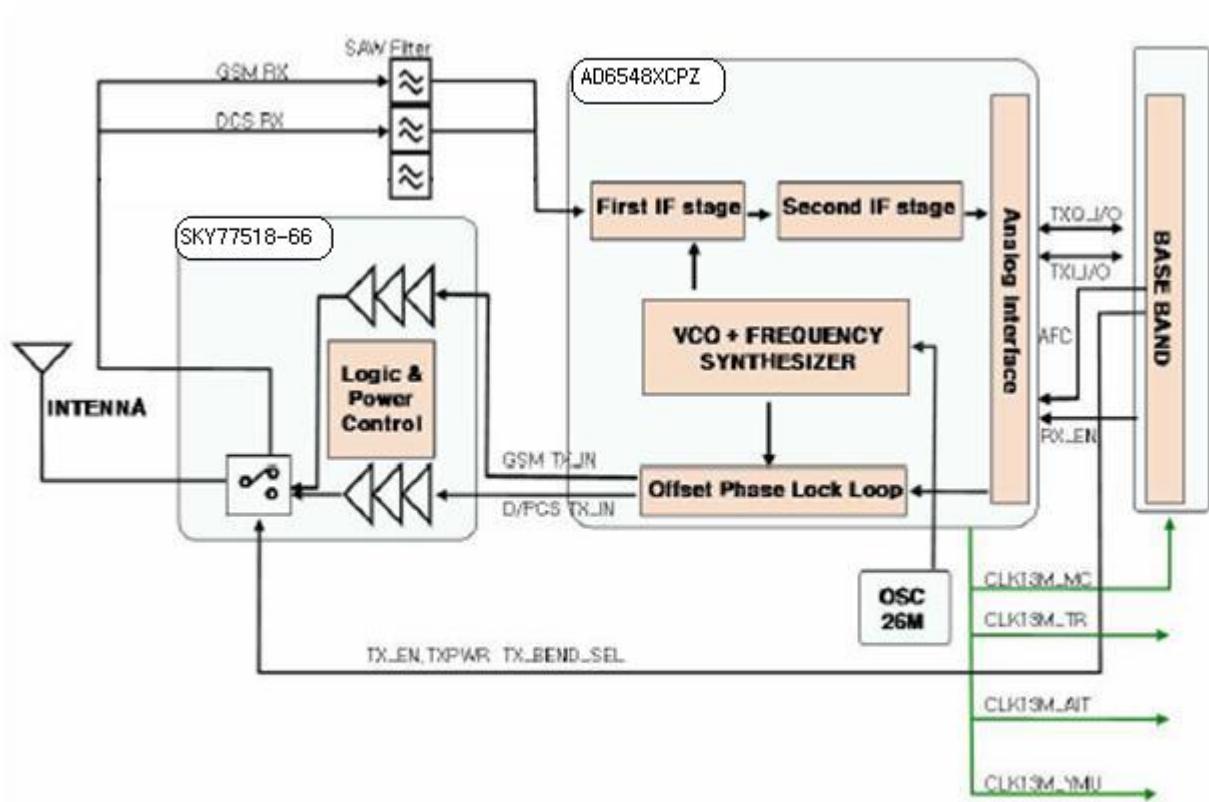 SAW Filter
GSM RX
DCS RX
AD6548XCPZ
First IF stage
Second IF stage
Analog Interface
TXQ_I/O
TXI_I/O
BASE BAND
SKY77518-66
VCO + FREQUENCY
SYNTHESIZER
AFC
Logic &
Power
Control
INTENNA
RX_EN
GSM TX_IN
Offset Phase Lock Loop
D/PCS TX_IN
OSC
26M
CLK13M_MC
CLK13M_TR
TX_EN,TXPWR TX_BEND_SEL
CLK13M_AIT
CLK13M_YMU